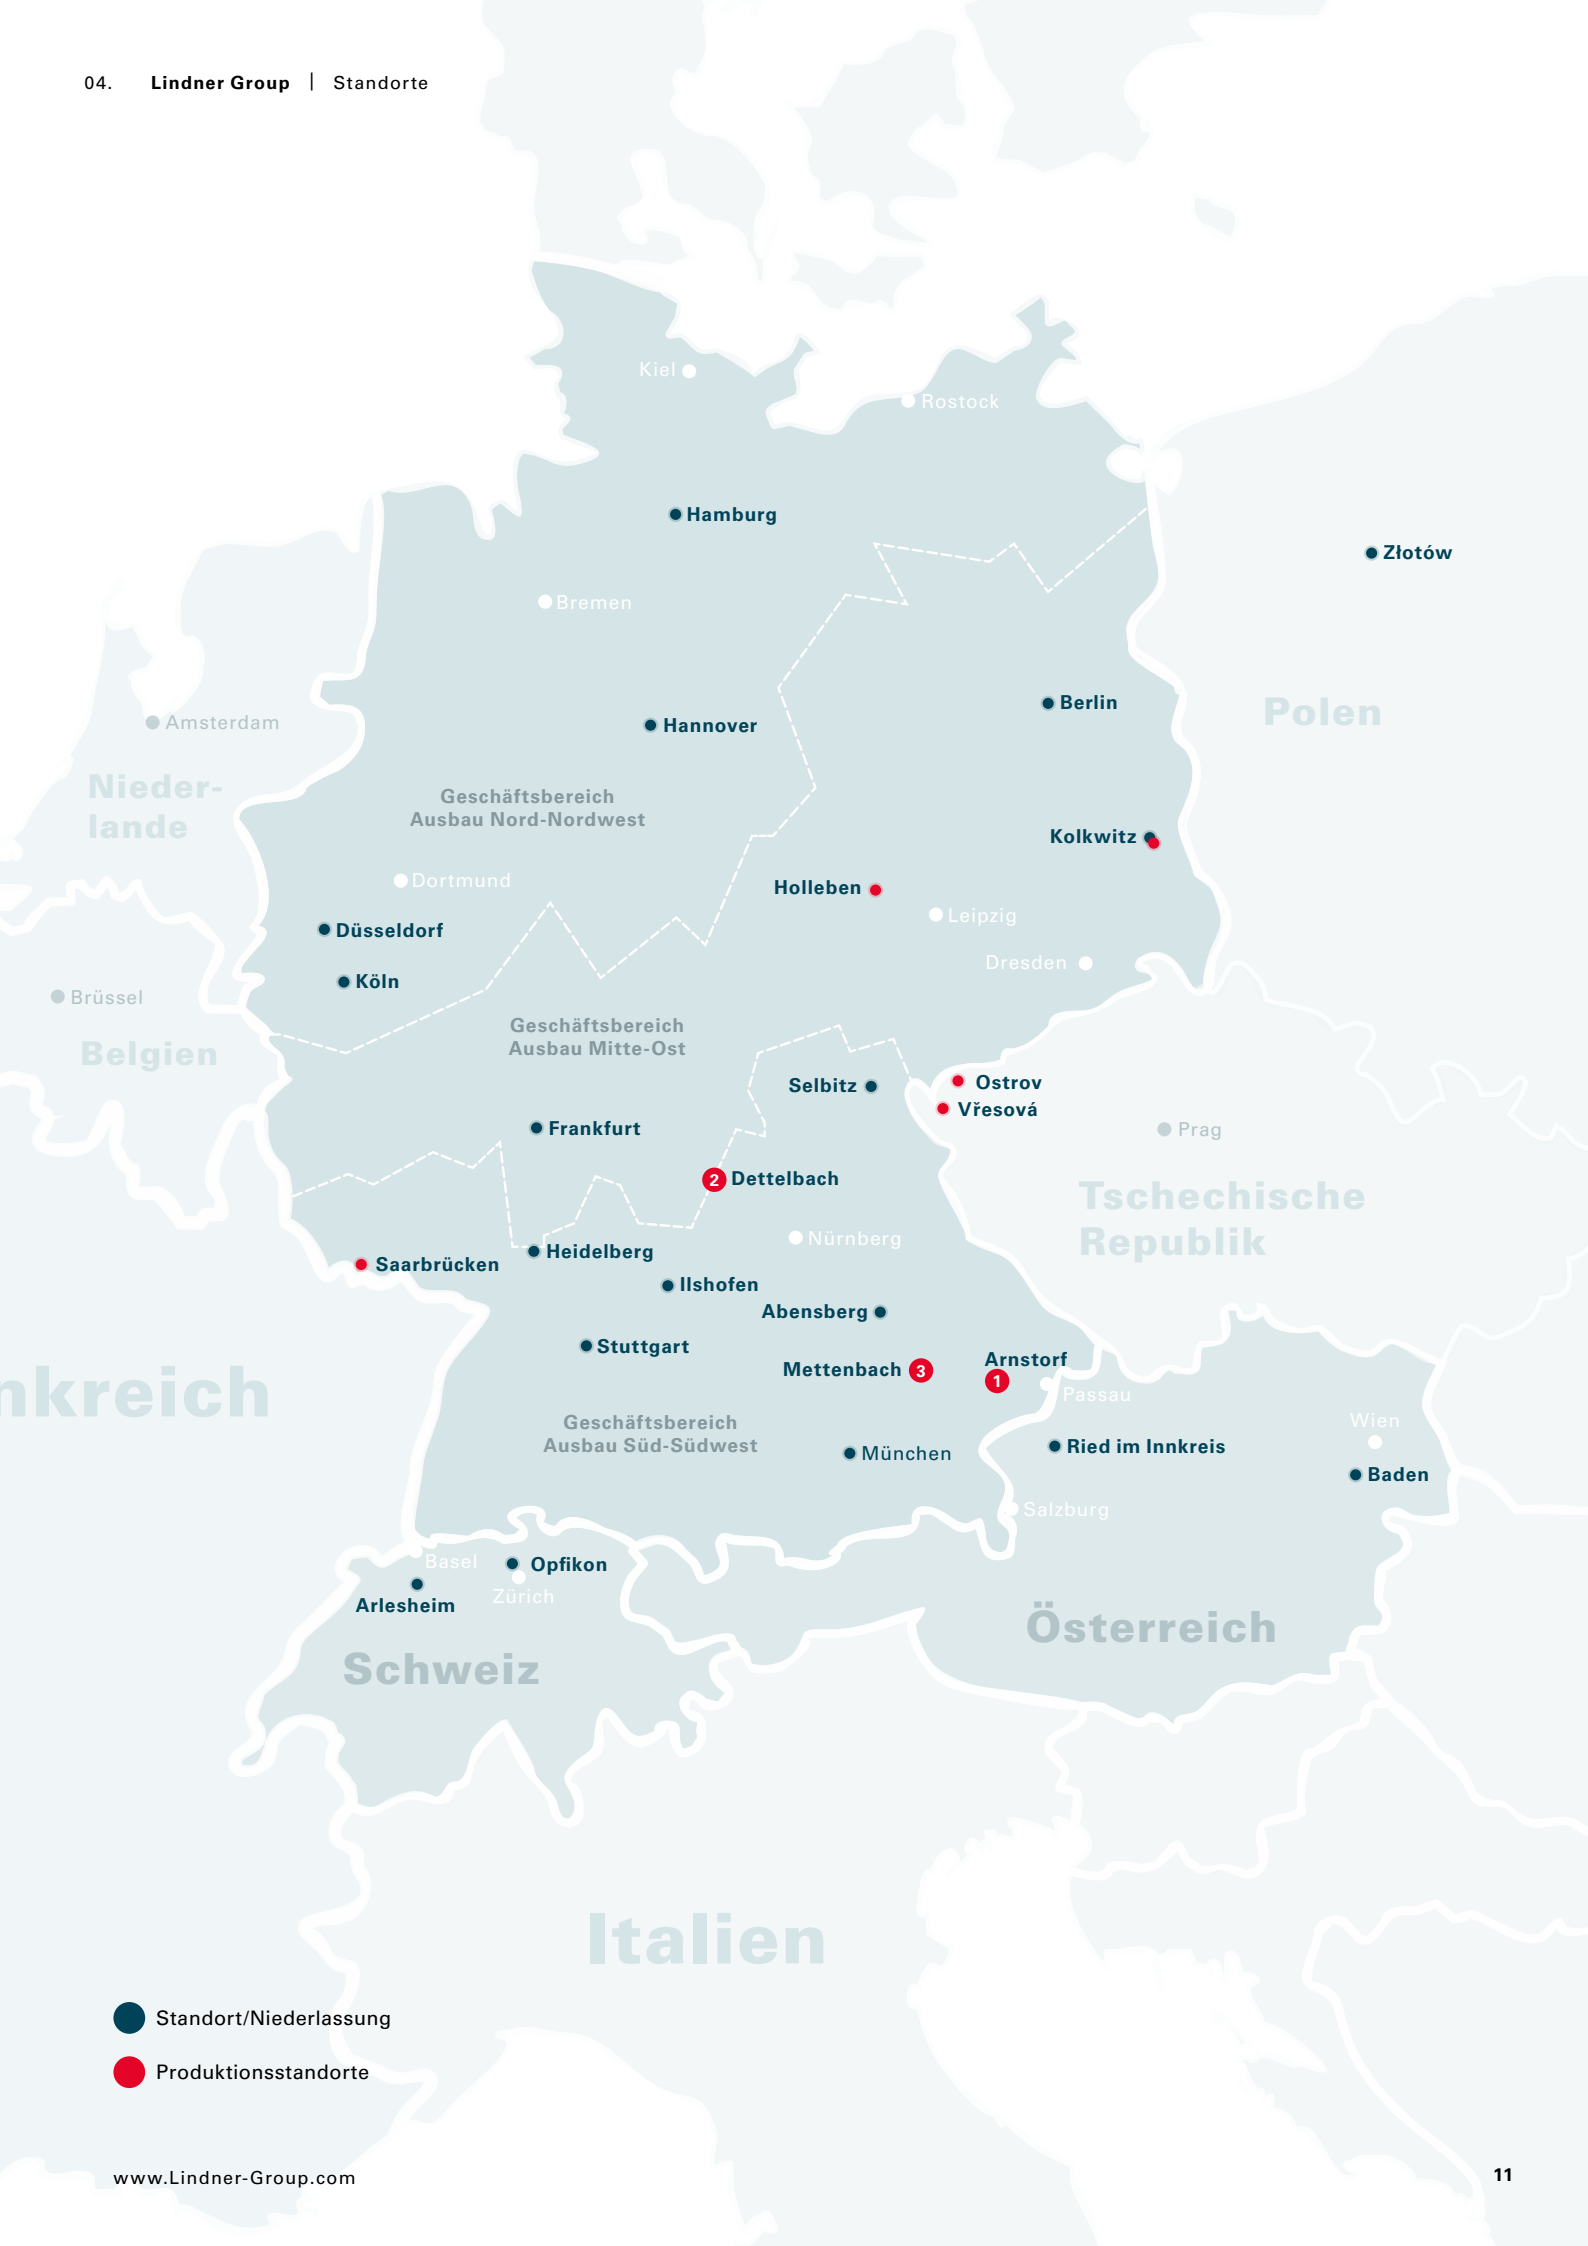 04. Lindner Group | Standorte
Kiel
Rostock
Hamburg
Złotów
Bremen
Berlin
Polen
Amsterdam
Hannover
Nieder-
lande
Geschäftsbereich
Ausbau Nord-Nordwest
Kolkwitz
Dortmund
Holleben
Leipzig
Düsseldorf
Dresden
Köln
Brüssel
Belgien
Geschäftsbereich
Ausbau Mitte-Ost
Selbitz
Ostrov
Vřesová
Frankfurt
Prag
2 Dettelbach
Tschechische
Republik
Nürnberg
Heidelberg
Saarbrücken
Ilshofen
Abensberg
Stuttgart
Mettenbach 3
Arnstorf
1
nkreich
Passau
Geschäftsbereich
Ausbau Süd-Südwest
München
Ried im Innkreis
Wien
Baden
Salzburg
Basel
Opfikon
Zürich
Arlesheim
Österreich
Schweiz
Italien
Standort/Niederlassung
Produktionsstandorte
www.Lindner-Group.com
11